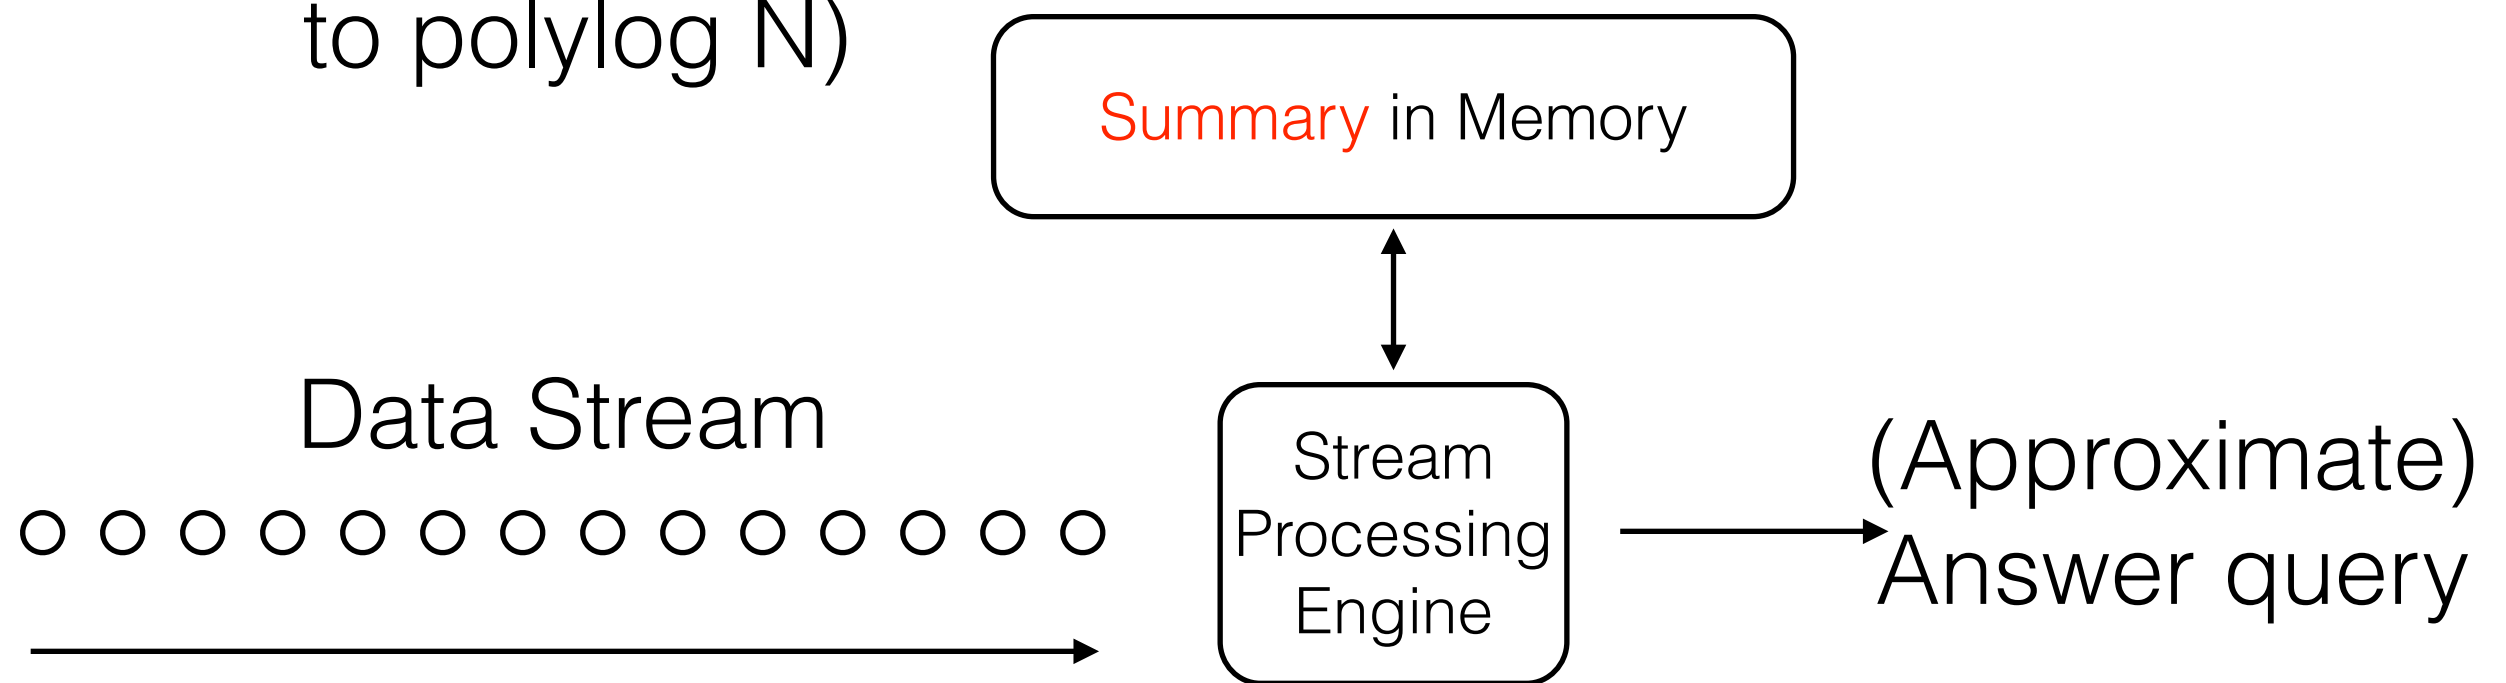 to polylog N)
Summary in Memory
Data Stream
Stream
Processing
Engine
(Approximate)
Answer query